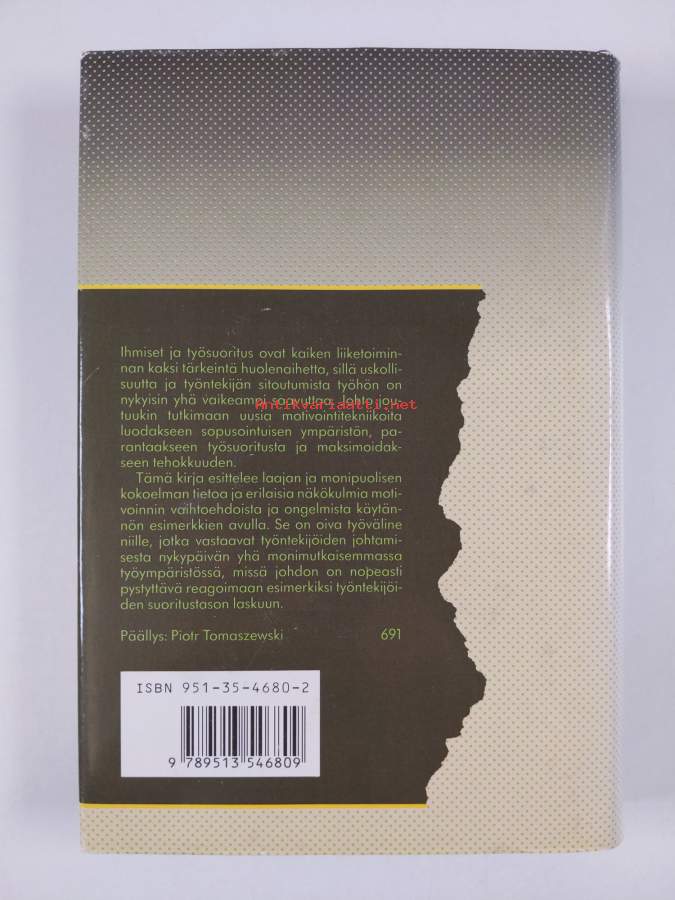 Ihmiset ja työsuoritus ovat kaiken liiketoimin-
nan kaksi tärkeintä huolenaihetta, sillä uskolli-
suutta ja työntekijän sitoutumista työhön on
nykyisin yhä vaikeampi saavuttaa. Johto jou-
Antikvariaatti.net
tuukin tutkimaan uusia motivointitekniikoita
luodakseen sopusointuisen ympäristön, pa-
rantaakseen työsuoritusta ja maksimoidak-
seen tehokkuuden.
Tämä kirja esittelee laajan ja monipuolisen
kokoelman tietoa ja erilaisia näkökulmia moti-
voinnin vaihtoehdoista ja ongelmista käytän-
nön esimerkkien avulla. Se on oiva työväline
niille, jotka vastaavat työntekijöiden johtami-
sesta nykypäivän yhä monimutkaisemmassa
työympäristössä, missä johdon on nopeasti
pystyttävä reagoimaan esimerkiksi työntekijöi-
den suoritustason laskuun.
Päällys: Piotr Tomaszewski 691
ISBN 951-35-4680-2
9 789513 546809